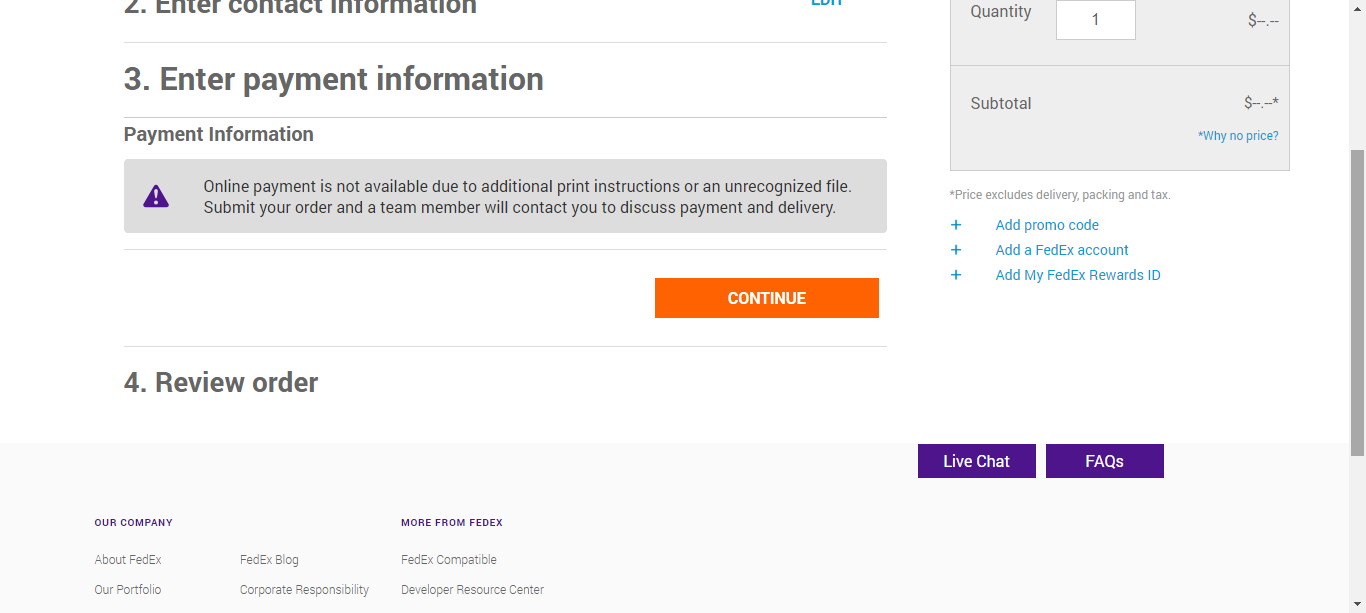 2. Enter contact information
EDIT
3. Enter payment information
Payment Information
Online payment is not available due to additional print instructions or an unrecognized file.
Submit your order and a team member will contact you to discuss payment and delivery.
CONTINUE
4. Review order
Quantity 1 $--.--
Subtotal $--.--*
*Why no price?
*Price excludes delivery, packing and tax.
+ Add promo code
+ Add a FedEx account
+ Add My FedEx Rewards ID
Live Chat
FAQs
OUR COMPANY
About FedEx
Our Portfolio
FedEx Blog
Corporate Responsibility
MORE FROM FEDEX
FedEx Compatible
Developer Resource Center